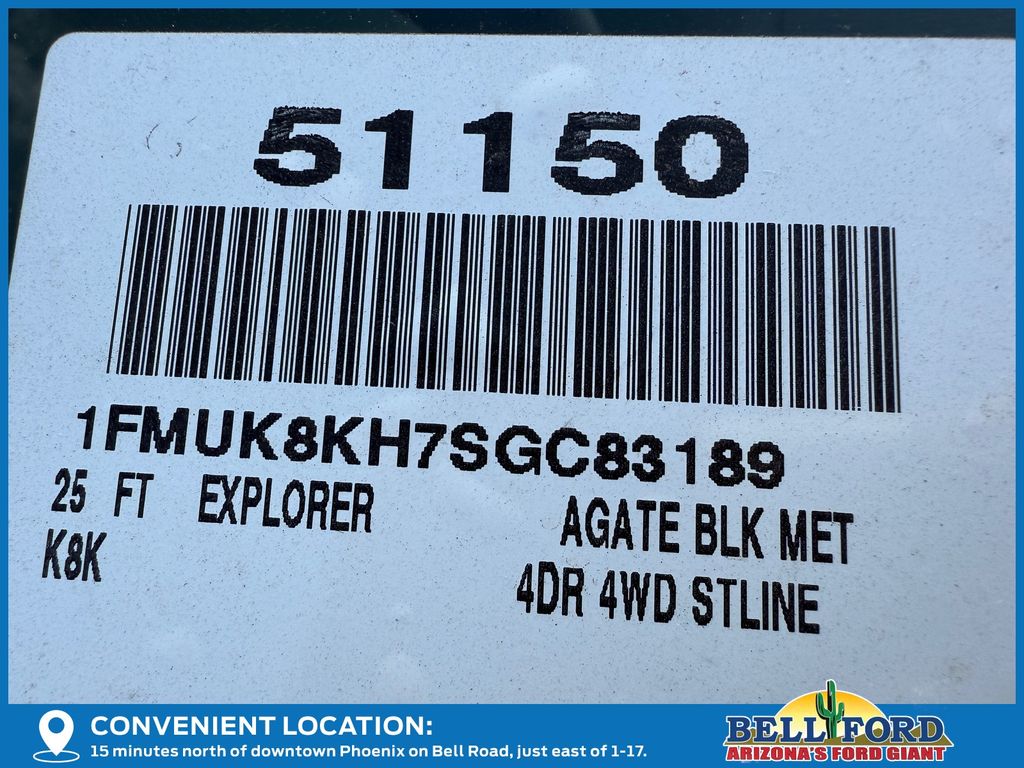 51150
1FMUK8KH7SGC83189
25 FT EXPLORER AGATE BLK MET
K8K 4DR 4WD STLINE
CONVENIENT LOCATION:
15 minutes north of downtown Phoenix on Bell Road, just east of 1-17.
BELL FORD
ARIZONA'S FORD GIANT